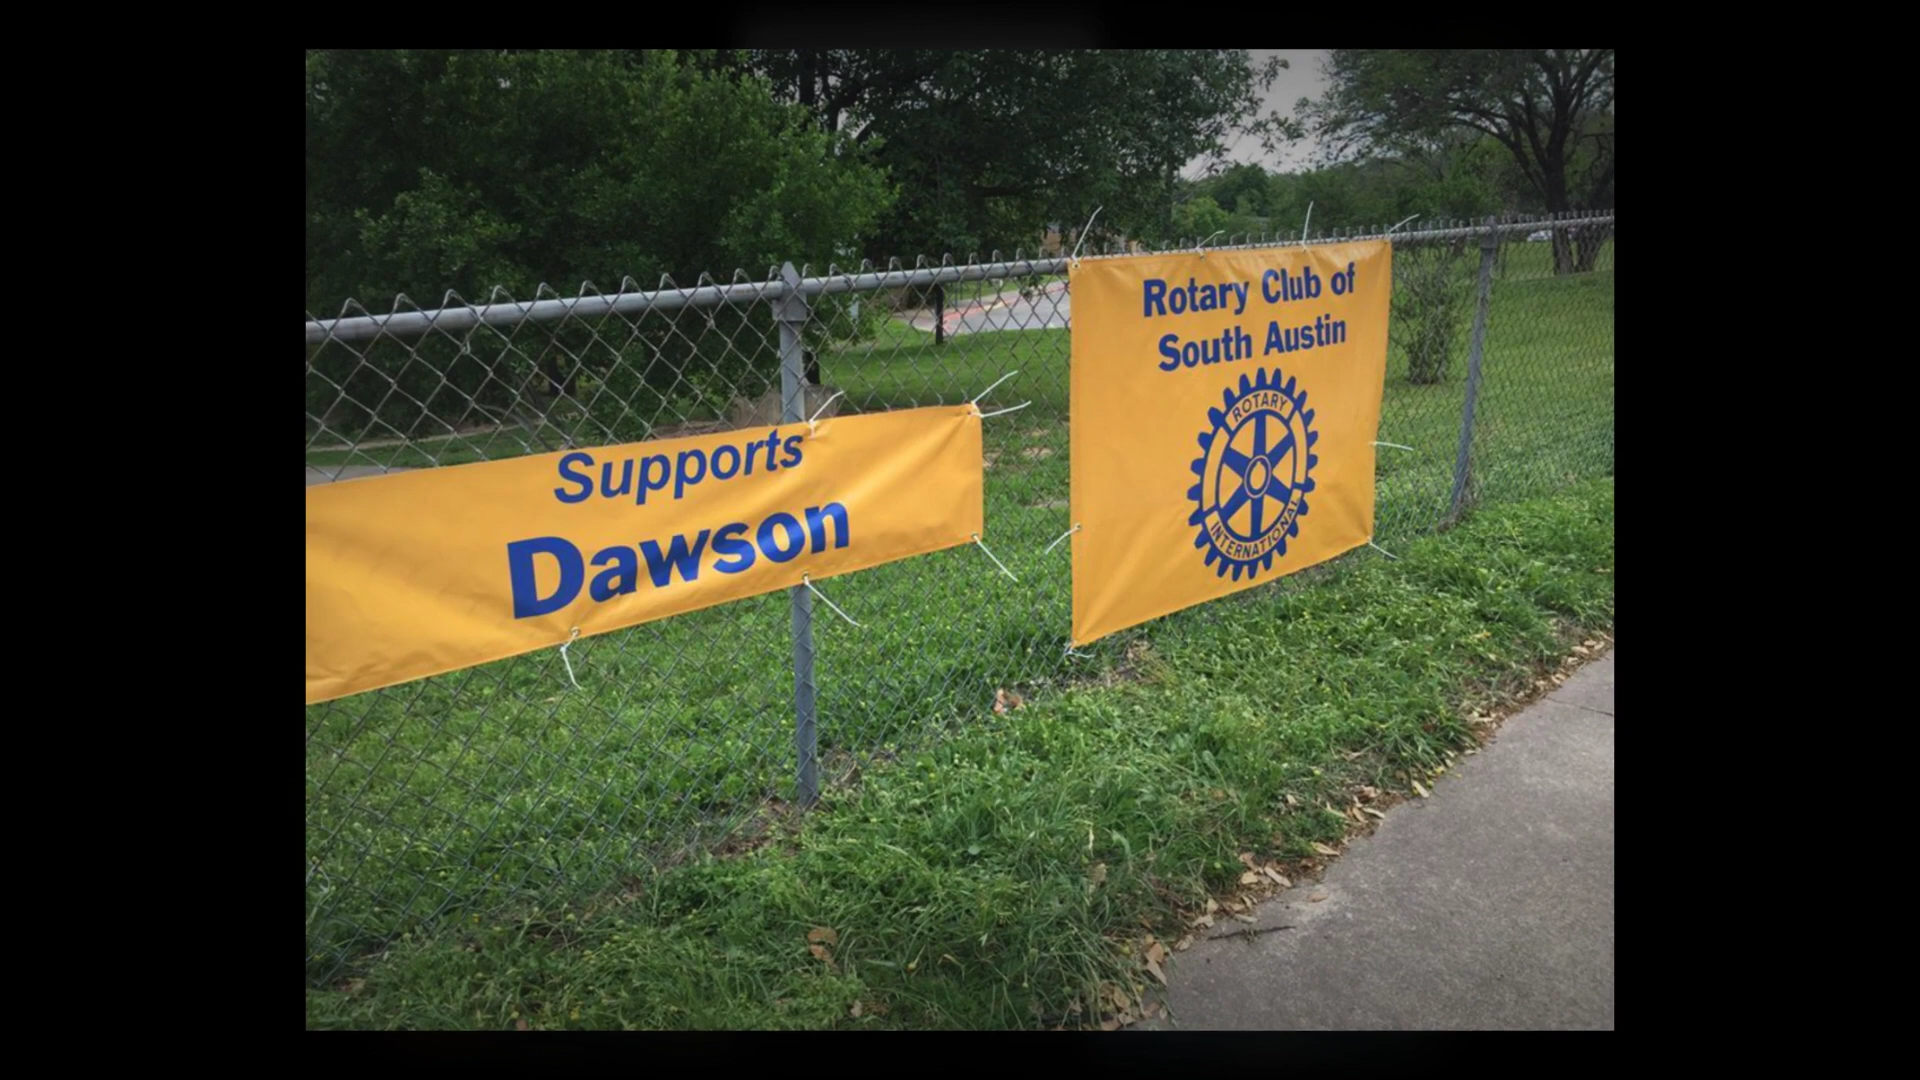 Supports
Dawson
Rotary Club of
South Austin
ROTARY
INTERNATIONAL